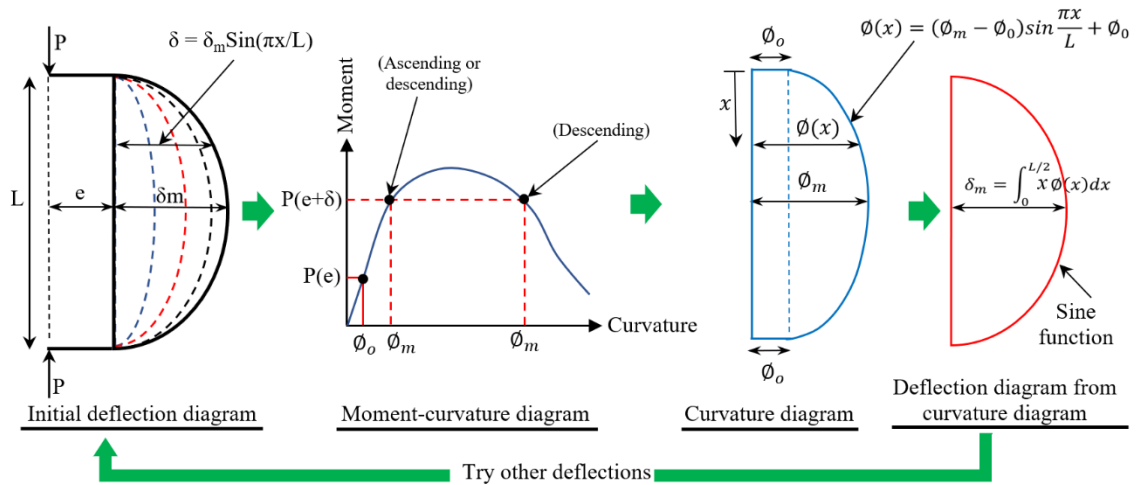 P
δ = δmSin(πx/L)
L
e
δm
P
Initial deflection diagram
Moment
(Ascending or
descending)
(Descending)
P(e+δ)
P(e)
Øo
Øm
Øm
Curvature
Moment-curvature diagram
Øo
Ø(x) = (Øm − Ø0)sin πx/L + Ø0
x
Ø(x)
Øm
Øo
Curvature diagram
δm = ∫0^L/2 xØ(x)dx
Sine
function
Deflection diagram from
curvature diagram
Try other deflections